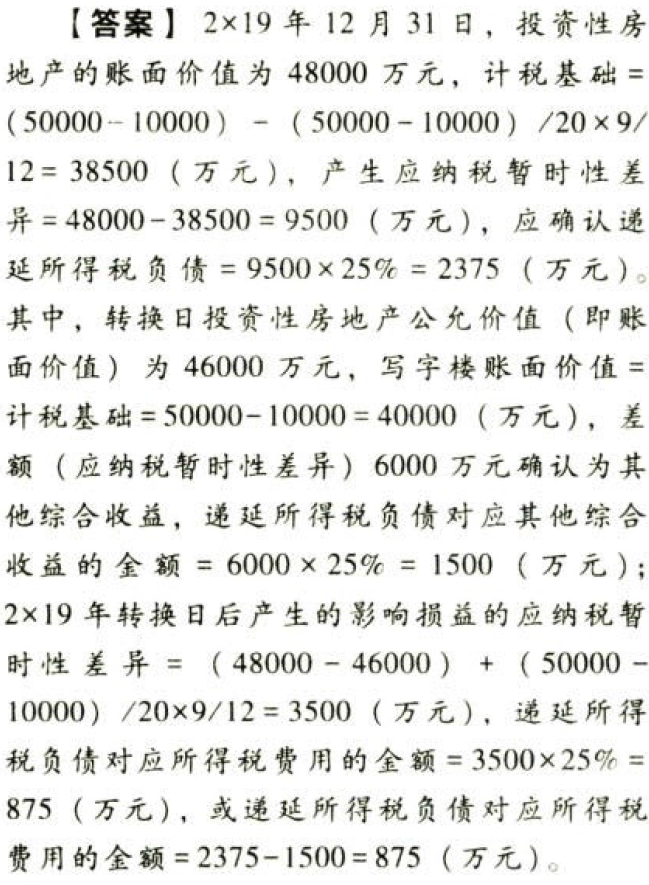 【答案】 2×19 年 12 月 31 日，投资性房
地产的账面价值为 48000 万元，计税基础=
(50000-10000) - (50000-10000) /20×9/
12= 38500 (万元)，产生应纳税暂时性差
异=48000-38500=9500 (万元)，应确认递
延所得税负债=9500×25%=2375 (万元)。
其中，转换日投资性房地产公允价值 (即账
面价值) 为 46000 万元，写字楼账面价值=
计税基础=50000-10000=40000 (万元)，差
额 (应纳税暂时性差异) 6000 万元确认为其
他综合收益，递延所得税负债对应其他综合
收益的金额 = 6000×25% = 1500 (万元)；
2×19 年转换日后产生的影响损益的应纳税暂
时性差异 = (48000-46000) + (50000-
10000) /20×9/12=3500 (万元)，递延所得
税负债对应所得税费用的金额=3500×25%=
875 (万元)，或递延所得税负债对应所得税
费用的金额=2375-1500=875 (万元)。